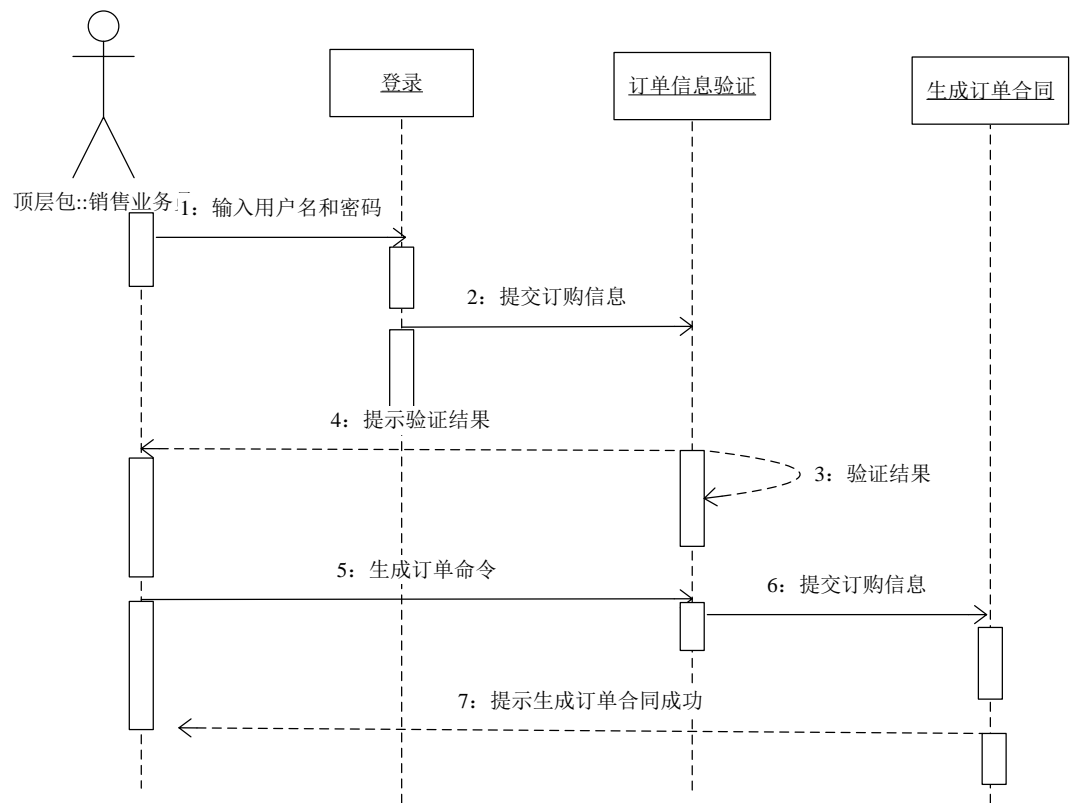 登录
订单信息验证
生成订单合同
顶层包::销售业务
1：输入用户名和密码
2：提交订购信息
4：提示验证结果
3：验证结果
5：生成订单命令
6：提交订购信息
7：提示生成订单合同成功